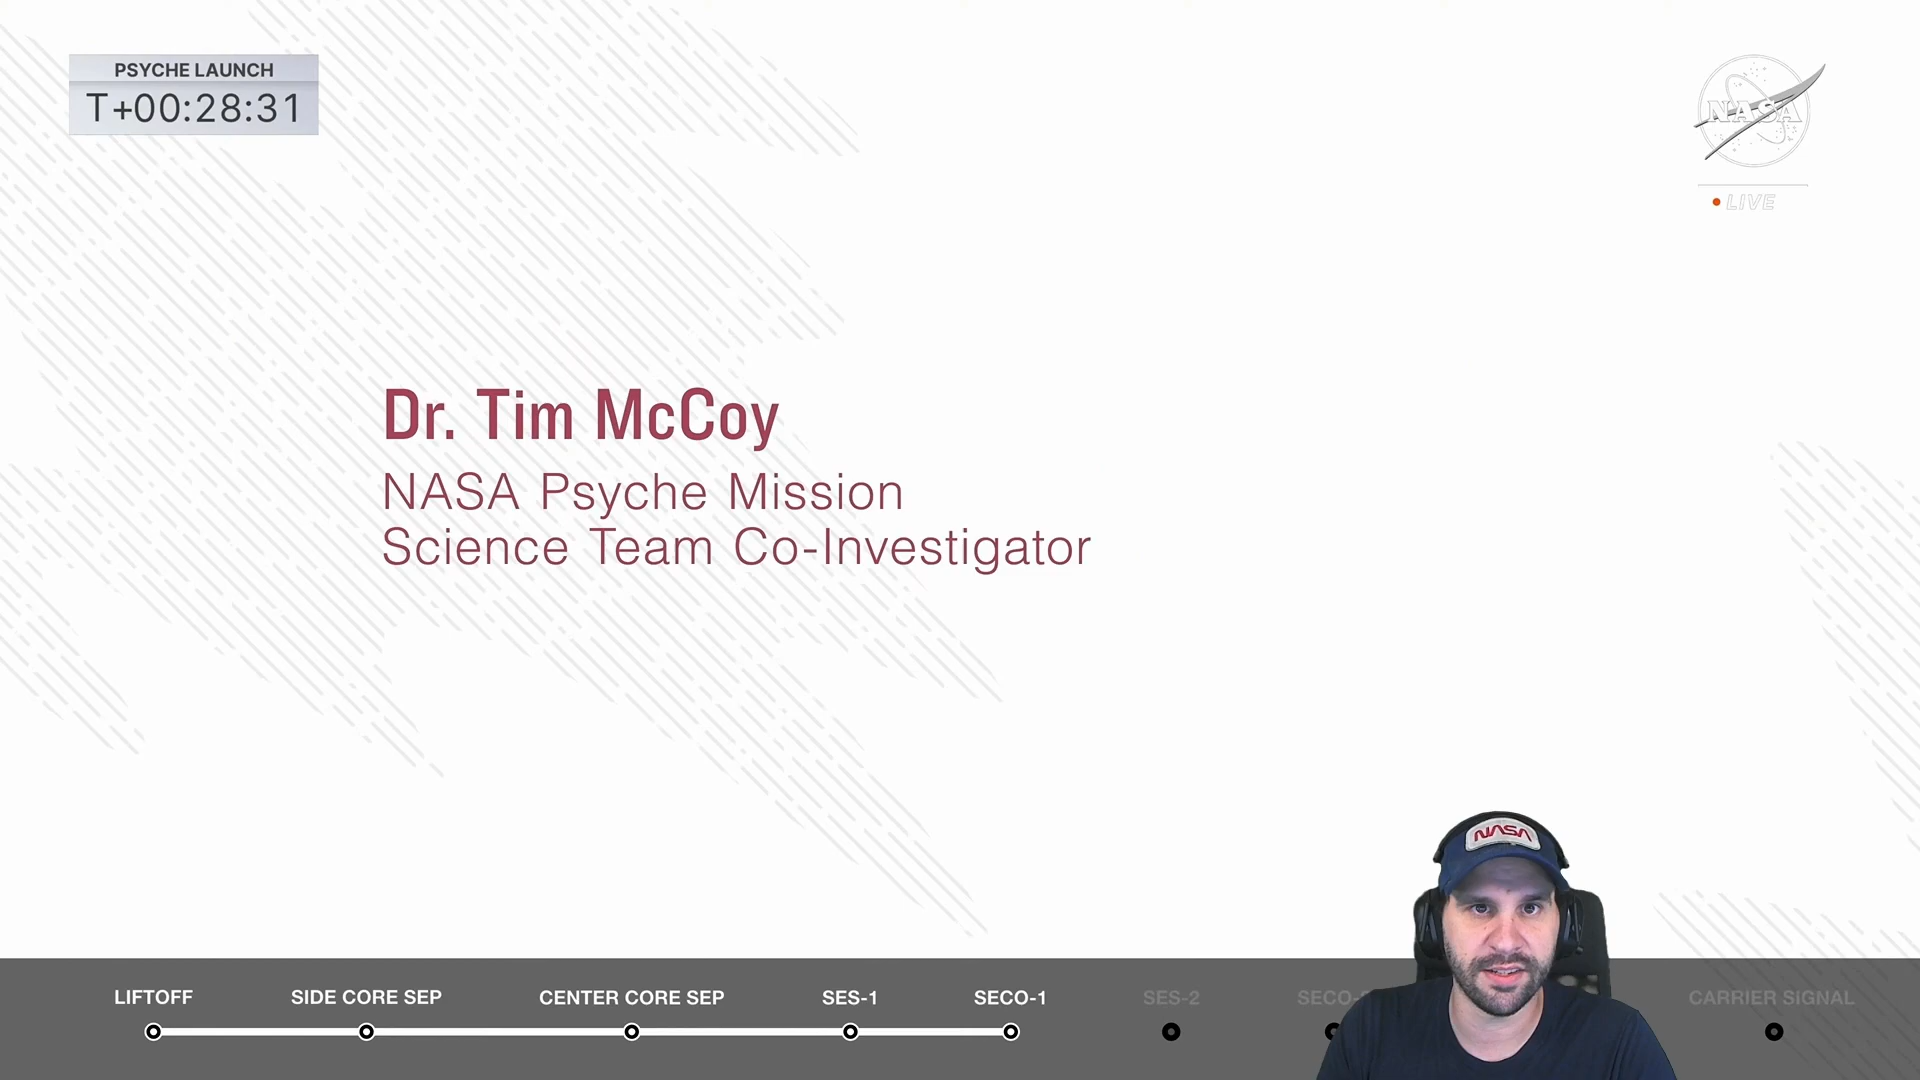 PSYCHE LAUNCH
T+00:28:31
NASA
LIVE
Dr. Tim McCoy
NASA Psyche Mission
Science Team Co-Investigator
NASA
LIFTOFF
SIDE CORE SEP
CENTER CORE SEP
SES-1
SECO-1
SES-2
CARRIER SIGNAL